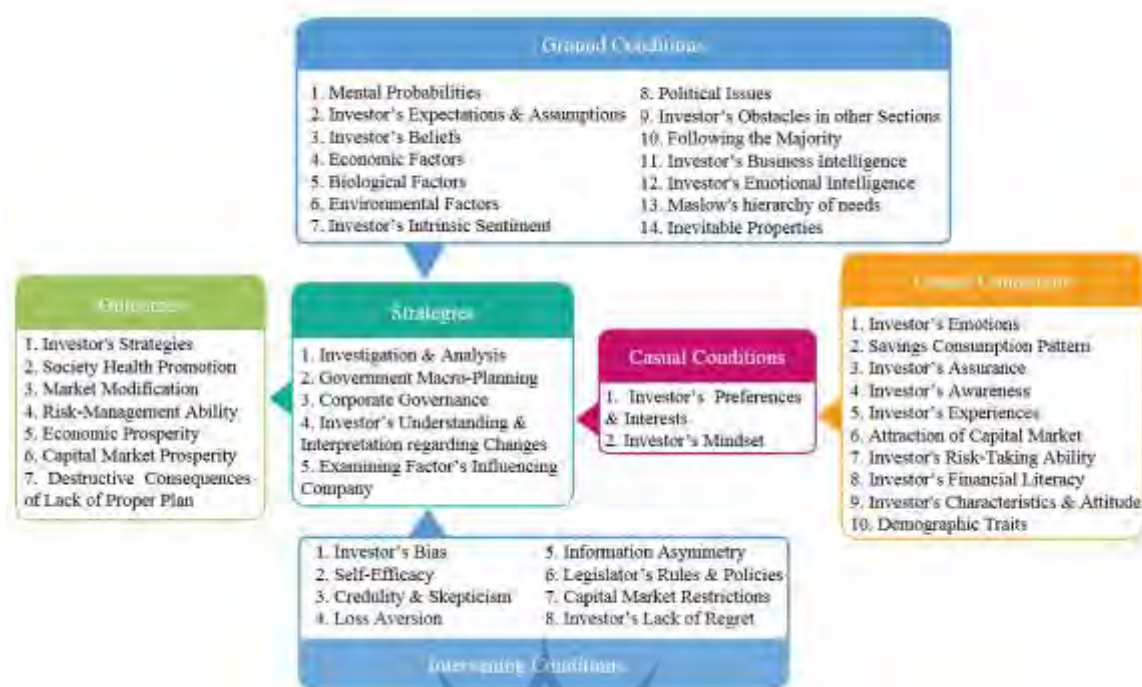 Ground Conditions
1. Mental Probabilities
2. Investor's Expectations & Assumptions
3. Investor's Beliefs
4. Economic Factors
5. Biological Factors
6. Environmental Factors
7. Investor's Intrinsic Sentiment
8. Political Issues
9. Investor's Obstacles in other Sections
10. Following the Majority
11. Investor's Business Intelligence
12. Investor's Emotional Intelligence
13. Maslow's hierarchy of needs
14. Inevitable Properties
Outcomes
1. Investor's Strategies
2. Society Health Promotion
3. Market Modification
4. Risk-Management Ability
5. Economic Prosperity
6. Capital Market Prosperity
7. Destructive Consequences
of Lack of Proper Plan
Strategies
1. Investigation & Analysis
2. Government Macro-Planning
3. Corporate Governance
4. Investor's Understanding &
Interpretation regarding Changes
5. Examining Factor's Influencing
Company
Casual Conditions
1. Investor's Preferences
& Interests
2. Investor's Mindset
1. Investor's Emotions
2. Savings Consumption Pattern
3. Investor's Assurance
4. Investor's Awareness
5. Investor's Experiences
6. Attraction of Capital Market
7. Investor's Risk-Taking Ability
8. Investor's Financial Literacy
9. Investor's Characteristics & Attitude
10. Demographic Traits
1. Investor's Bias
2. Self-Efficacy
3. Credulity & Skepticism
4. Loss Aversion
5. Information Asymmetry
6. Legislator's Rules & Policies
7. Capital Market Restrictions
8. Investor's Lack of Regret
Intervening Conditions